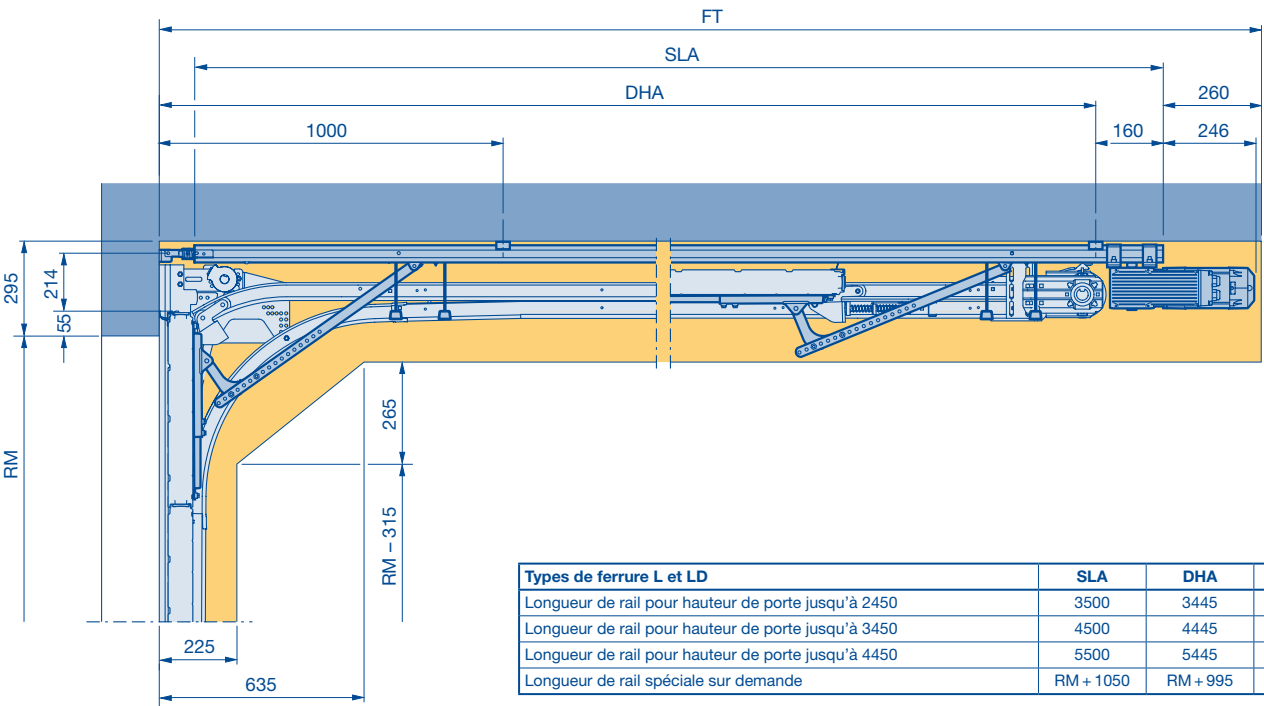 FT
SLA
DHA
260
1000
160
246
295
214
55
RM
265
RM – 315
225
635
Types de ferrure L et LD SLA DHA
Longueur de rail pour hauteur de porte jusqu'à 2450 3500 3445
Longueur de rail pour hauteur de porte jusqu'à 3450 4500 4445
Longueur de rail pour hauteur de porte jusqu'à 4450 5500 5445
Longueur de rail spéciale sur demande RM + 1050 RM + 995